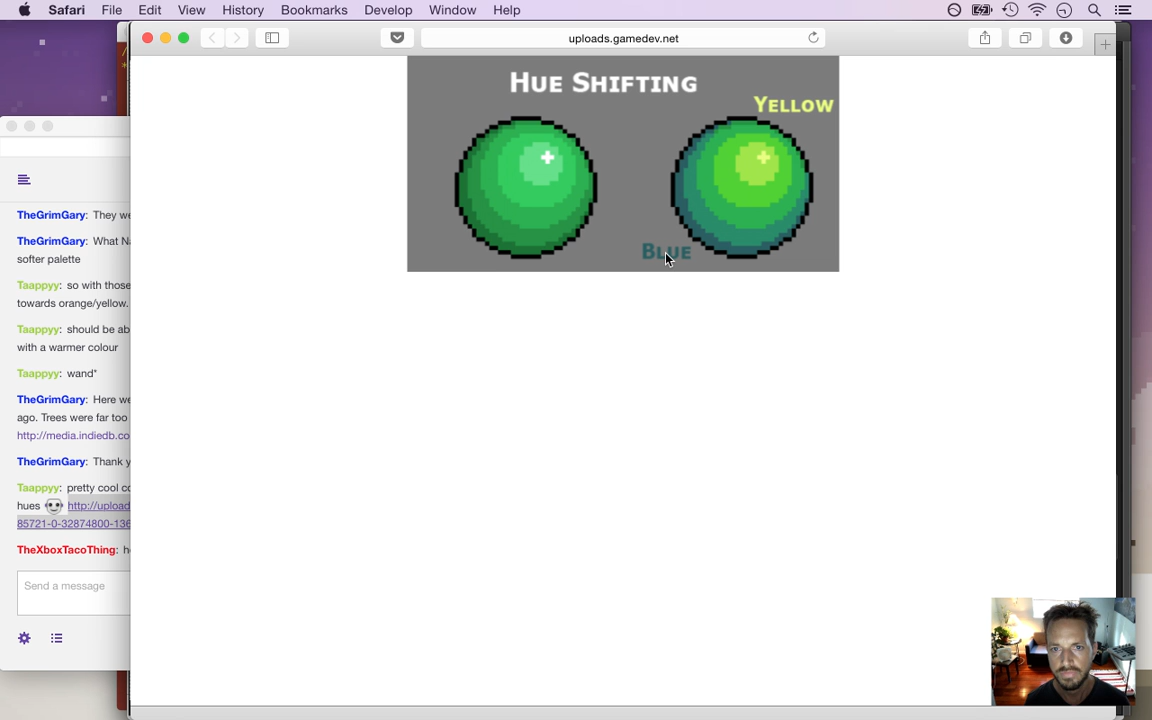 Safari File Edit View History Bookmarks Develop Window Help
uploads.gamedev.net
HUE SHIFTING
YELLOW
BLUE
TheGrimGary: They we
TheGrimGary: What Na
softer palette
Taappyy: so with those
towards orange/yellow.
Taappyy: should be ab
with a warmer colour
Taappyy: wand*
TheGrimGary: Here we
ago. Trees were far too
http://media.indiedb.co
TheGrimGary: Thank y
Taappyy: pretty cool co
hues http://upload
85721-0-32874800-136
TheXboxTacoThing: he
Send a message